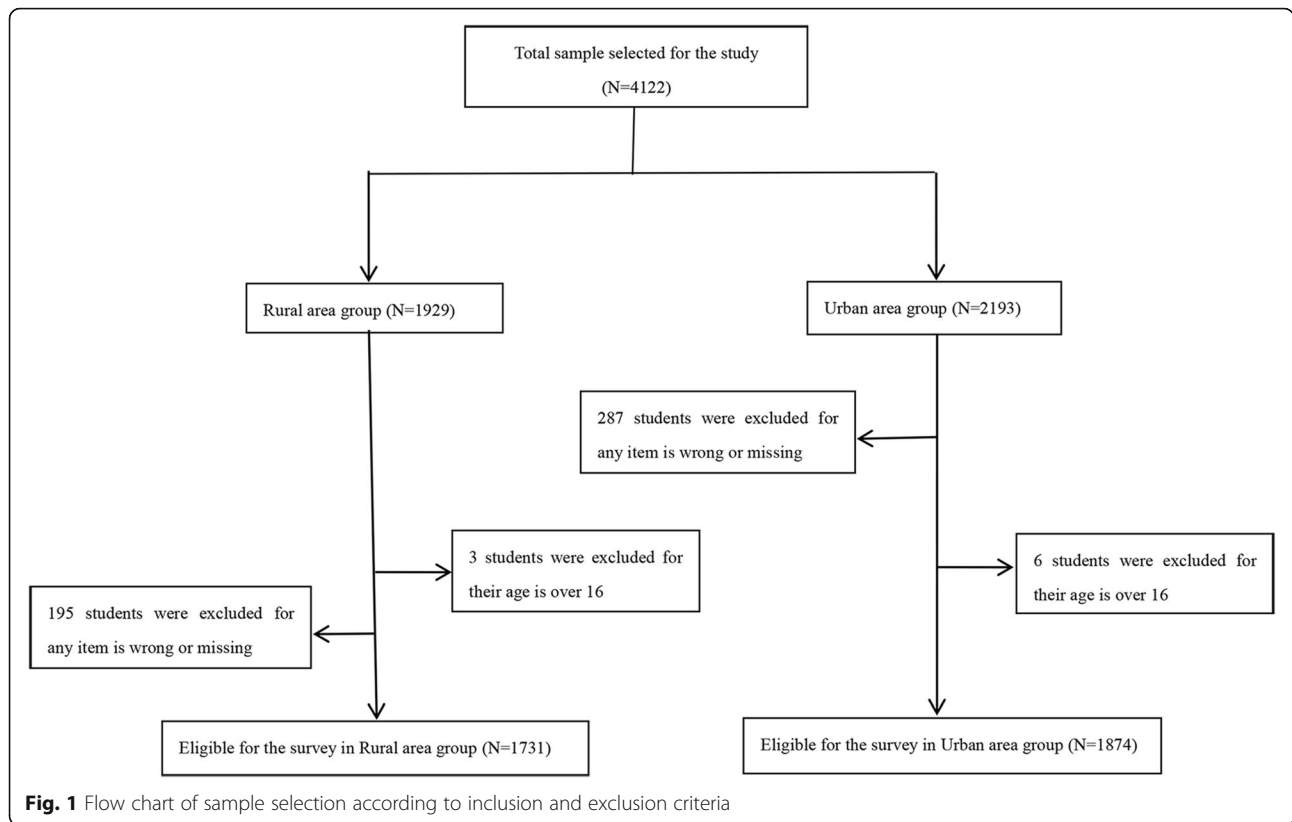 Total sample selected for the study
(N=4122)
Rural area group (N=1929)
Urban area group (N=2193)
287 students were excluded for
any item is wrong or missing
3 students were excluded for
their age is over 16
6 students were excluded for
their age is over 16
195 students were excluded for
any item is wrong or missing
Eligible for the survey in Rural area group (N=1731)
Eligible for the survey in Urban area group (N=1874)
Fig. 1 Flow chart of sample selection according to inclusion and exclusion criteria